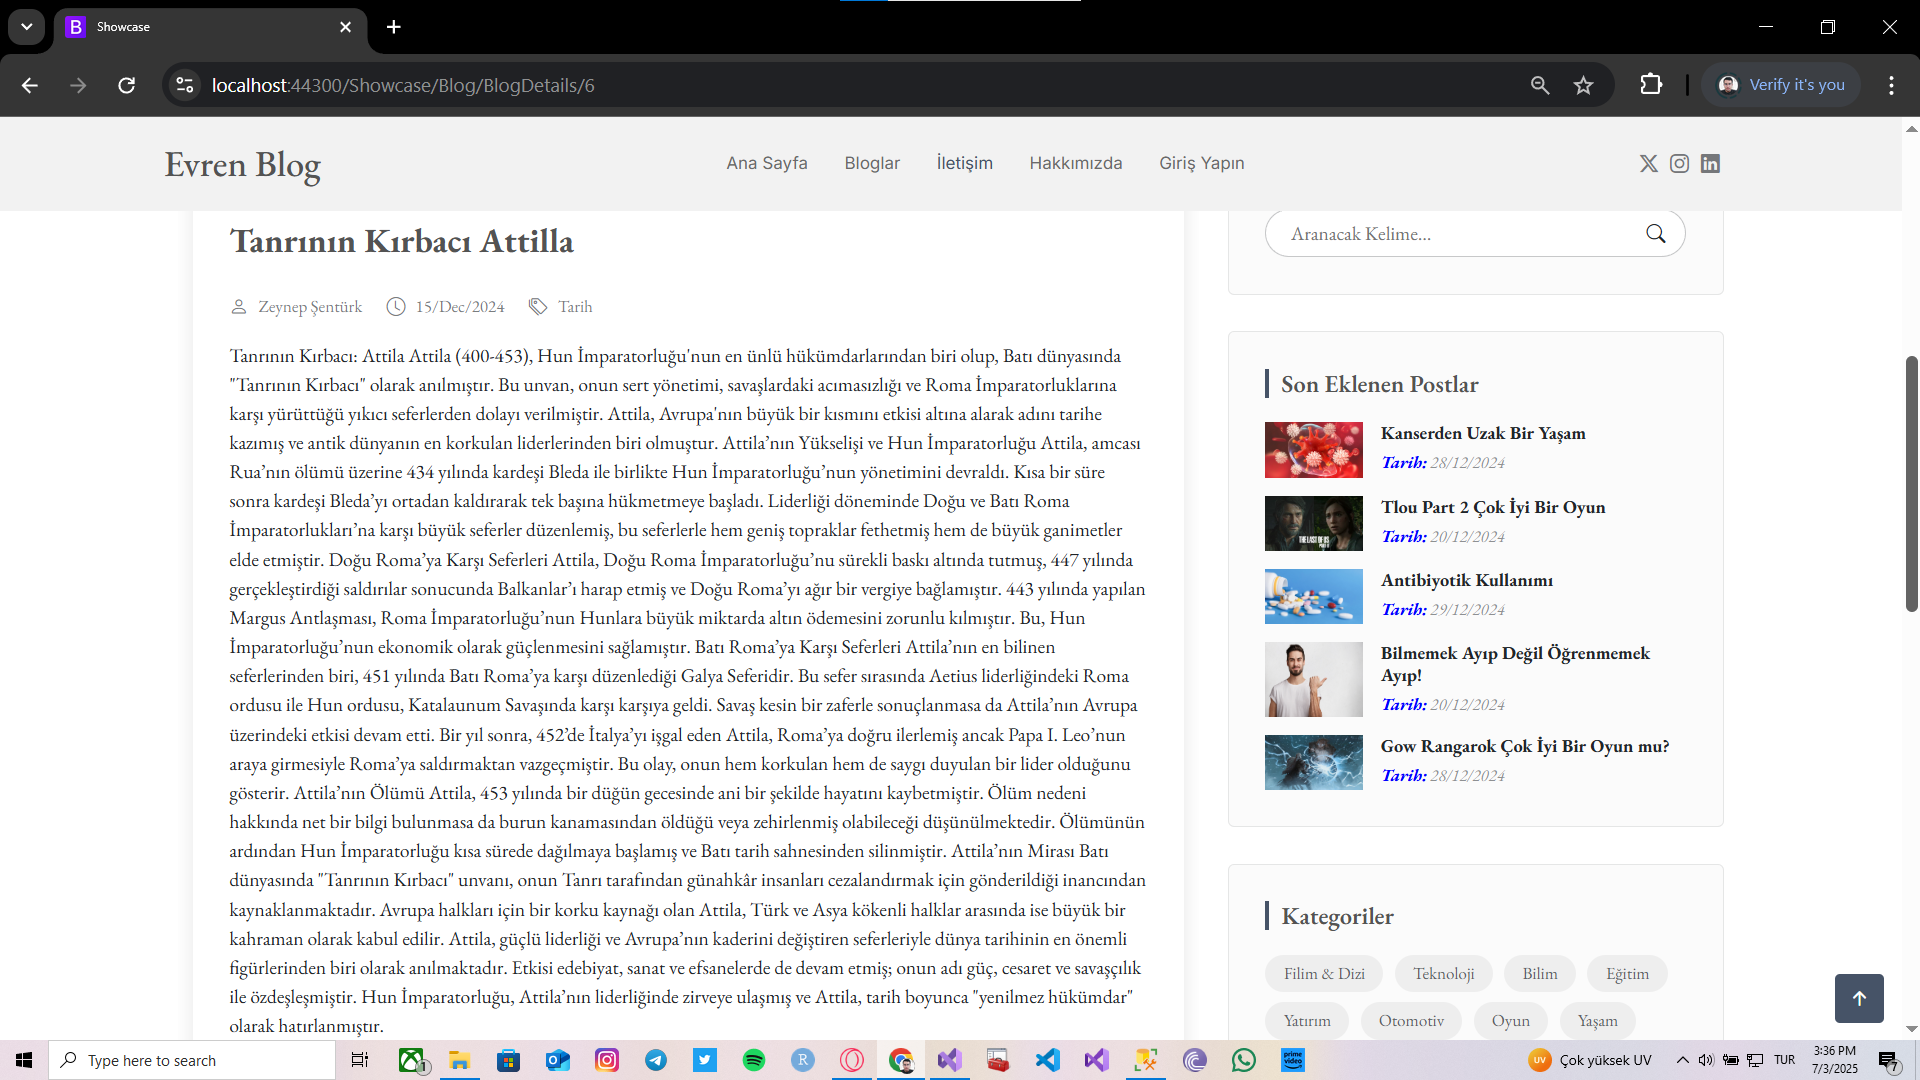 Showcase
localhost:44300/Showcase/Blog/BlogDetails/6
Verify it's you
Evren Blog
Ana Sayfa
Bloglar
İletişim
Hakkımızda
Giriş Yapın
Tanrının Kırbacı Attilla
Zeynep Şentürk
15/Dec/2024
Tarih
Tanrının Kırbacı: Attila Attila (400-453), Hun İmparatorluğu'nun en ünlü hükümdarlarından biri olup, Batı dünyasında
"Tanrının Kırbacı" olarak anılmıştır. Bu unvan, onun sert yönetimi, savaşlardaki acımasızlığı ve Roma İmparatorluklarına
karşı yürüttüğü yıkıcı seferlerden dolayı verilmiştir. Attila, Avrupa'nın büyük bir kısmını etkisi altına alarak adını tarihe
kazımış ve antik dünyanın en korkulan liderlerinden biri olmuştur. Attila’nın Yükselişi ve Hun İmparatorluğu Attila, amcası
Rua’nın ölümü üzerine 434 yılında kardeşi Bleda ile birlikte Hun İmparatorluğu’nun yönetimini devraldı. Kısa bir süre
sonra kardeşi Bleda’yı ortadan kaldırarak tek başına hükmetmeye başladı. Liderliği döneminde Doğu ve Batı Roma
İmparatorlukları’na karşı büyük seferler düzenlemiş, bu seferlerle hem geniş topraklar fethetmiş hem de büyük ganimetler
elde etmiştir. Doğu Roma’ya Karşı Seferleri Attila, Doğu Roma İmparatorluğu’nu sürekli baskı altında tutmuş, 447 yılında
gerçekleştirdiği saldırılar sonucunda Balkanlar’ı harap etmiş ve Doğu Roma’yı ağır bir vergiye bağlamıştır. 443 yılında yapılan
Margus Antlaşması, Roma İmparatorluğu’nun Hunlara büyük miktarda altın ödemesini zorunlu kılmıştır. Bu, Hun
İmparatorluğu’nun ekonomik olarak güçlenmesini sağlamıştır. Batı Roma’ya Karşı Seferleri Attila’nın en bilinen
seferlerinden biri, 451 yılında Batı Roma’ya karşı düzenlediği Galya Seferidir. Bu sefer sırasında Aetius liderliğindeki Roma
ordusu ile Hun ordusu, Katalaunum Savaşında karşı karşıya geldi. Savaş kesin bir zaferle sonuçlanmasa da Attila’nın Avrupa
üzerindeki etkisi devam etti. Bir yıl sonra, 452’de İtalya’yı işgal eden Attila, Roma’ya doğru ilerlemiş ancak Papa I. Leo’nun
araya girmesiyle Roma’ya saldırmaktan vazgeçmiştir. Bu olay, onun hem korkulan hem de saygı duyulan bir lider olduğunu
gösterir. Attila’nın Ölümü Attila, 453 yılında bir düğün gecesinde ani bir şekilde hayatını kaybetmiştir. Ölüm nedeni
hakkında net bir bilgi bulunmasa da burun kanamasından öldüğü veya zehirlenmiş olabileceği düşünülmektedir. Ölümünün
ardından Hun İmparatorluğu kısa sürede dağılmaya başlamış ve Batı tarih sahnesinden silinmiştir. Attila’nın Mirası Batı
dünyasında "Tanrının Kırbacı" unvanı, onun Tanrı tarafından günahkâr insanları cezalandırmak için gönderildiği inancından
kaynaklanmaktadır. Avrupa halkları için bir korku kaynağı olan Attila, Türk ve Asya kökenli halklar arasında ise büyük bir
kahraman olarak kabul edilir. Attila, güçlü liderliği ve Avrupa’nın kaderini değiştiren seferleriyle dünya tarihinin en önemli
figürlerinden biri olarak anılmaktadır. Etkisi edebiyat, sanat ve efsanelerde de devam etmiş; onun adı güç, cesaret ve savaşçılık
ile özdeşleşmiştir. Hun İmparatorluğu, Attila’nın liderliğinde zirveye ulaşmış ve Attila, tarih boyunca "yenilmez hükümdar"
olarak hatırlanmıştır.
Aranacak Kelime...
Son Eklenen Postlar
Kanserden Uzak Bir Yaşam
Tarih: 28/12/2024
Tlou Part 2 Çok İyi Bir Oyun
Tarih: 20/12/2024
THE LAST OF US
Antibiyotik Kullanımı
Tarih: 29/12/2024
Bilmemek Ayıp Değil Öğrenmemek
Ayıp!
Tarih: 20/12/2024
Gow Rangarok Çok İyi Bir Oyun mu?
Tarih: 28/12/2024
Kategoriler
Filim & Dizi
Teknoloji
Bilim
Eğitim
Yatırım
Otomotiv
Oyun
Yaşam
Type here to search
1
prime video
UV
Çok yüksek UV
TUR
3:36 PM
7/3/2025
7